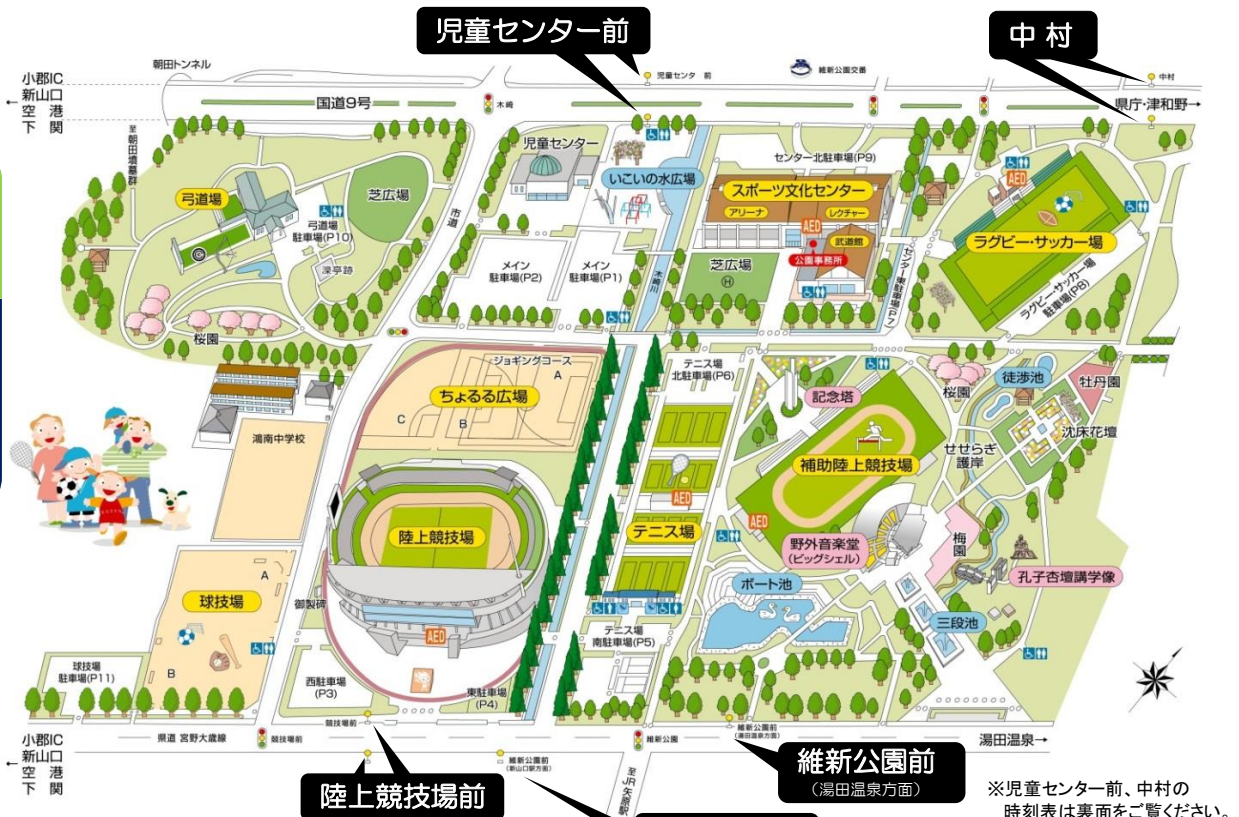 児童センター前
中村
朝田トンネル
児童センタ 前
維新公園交番
中村
小郡IC
新山口
空港
下関
国道9号
木崎
県庁・津和野→
至朝田墳墓群
児童センター
いこいの水広場
センター北駐車場(P9)
スポーツ文化センター
アリーナ
レクチャー
AED
武道館
公園事務所
AED
ラグビー・サッカー場
ラグビー・サッカー場
駐車場(P8)
センター東駐車場(P7)
弓道場
芝広場
弓道場
駐車場(P10)
深亭跡
市道
メイン
駐車場(P2)
メイン
駐車場(P1)
木崎川
芝広場
H
桜園
ジョギングコース
A
ちょるる広場
C
B
テニス場
北駐車場(P6)
記念塔
桜園
徒渉池
牡丹園
沈床花壇
せせらぎ
護岸
鴻南中学校
補助陸上競技場
AED
陸上競技場
テニス場
AED
野外音楽堂
(ビッグシェル)
梅園
孔子杏壇講学像
ボート池
三段池
A
球技場
B
御製碑
AED
球技場
駐車場(P11)
西駐車場
(P3)
東駐車場
(P4)
テニス場
南駐車場(P5)
競技場前
維新公園前
(湯田温泉方面)
小郡IC
新山口
空港
下関
県道 宮野大歳線
競技場前
維新公園
湯田温泉→
維新公園前
(新山口駅方面)
至JR矢原駅
陸上競技場前
維新公園前
(湯田温泉方面)
※児童センター前、中村の
時刻表は裏面をご覧ください。